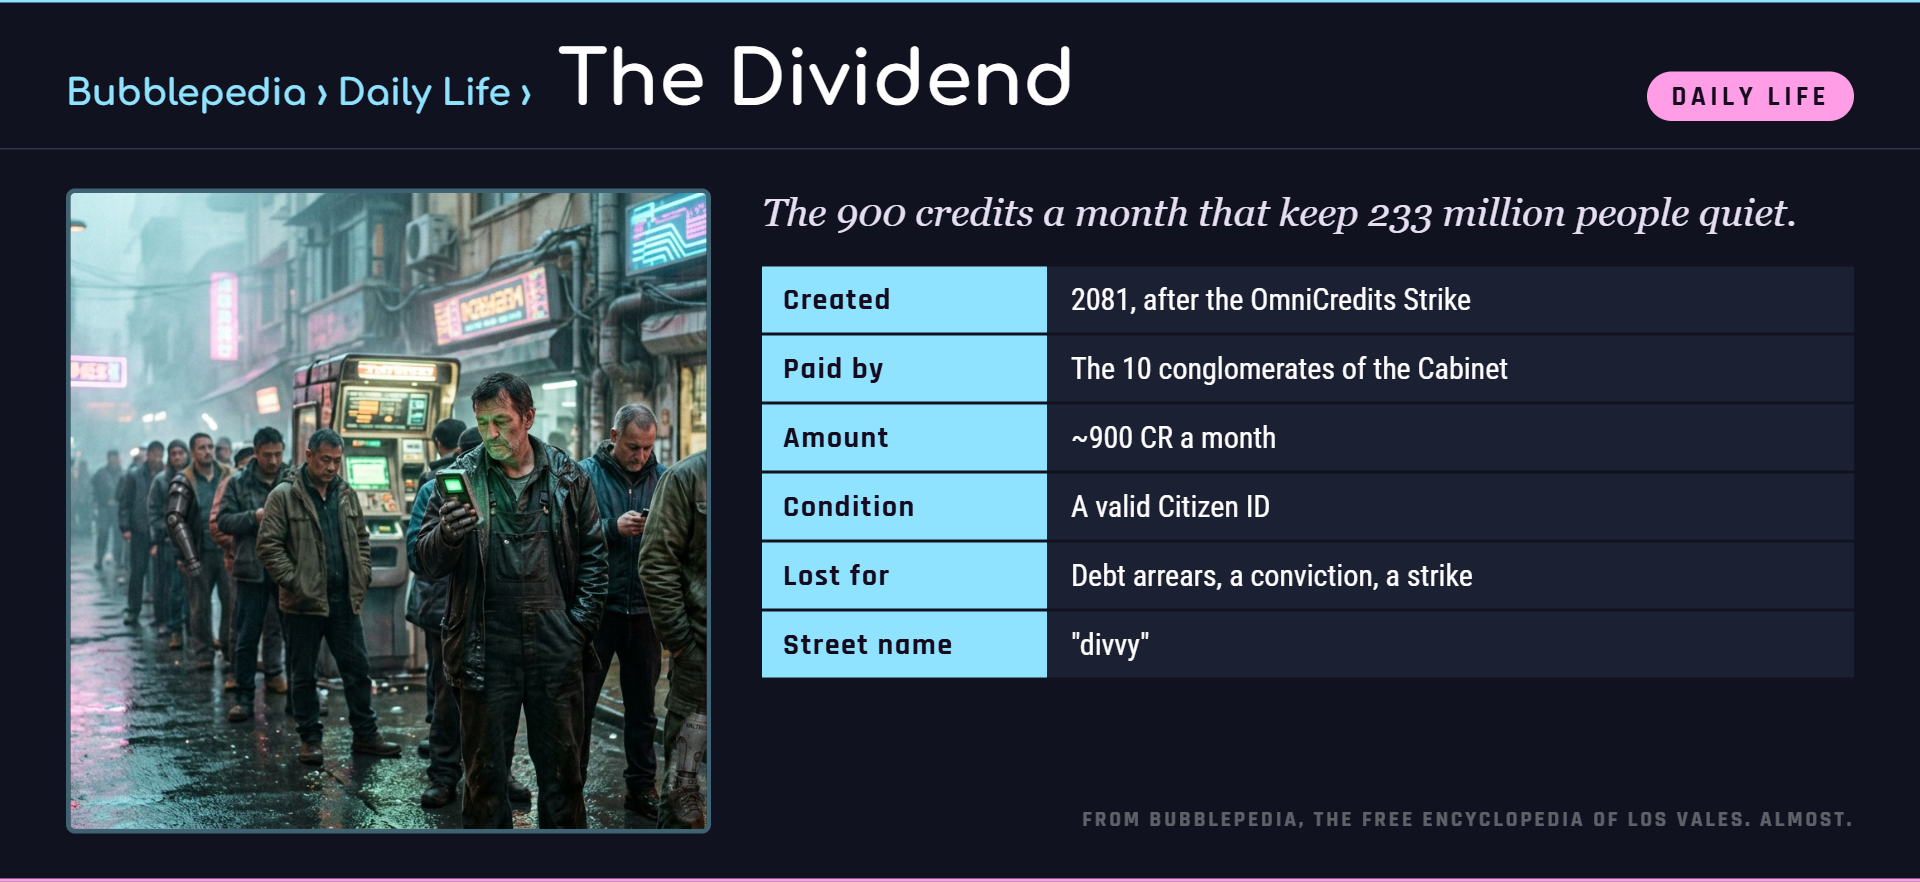 Bubblepedia › Daily Life › The Dividend
DAILY LIFE
The 900 credits a month that keep 233 million people quiet.
Created 2081, after the OmniCredits Strike
Paid by The 10 conglomerates of the Cabinet
Amount ~900 CR a month
Condition A valid Citizen ID
Lost for Debt arrears, a conviction, a strike
Street name "divvy"
FROM BUBBLEPEDIA, THE FREE ENCYCLOPEDIA OF LOS VALES. ALMOST.